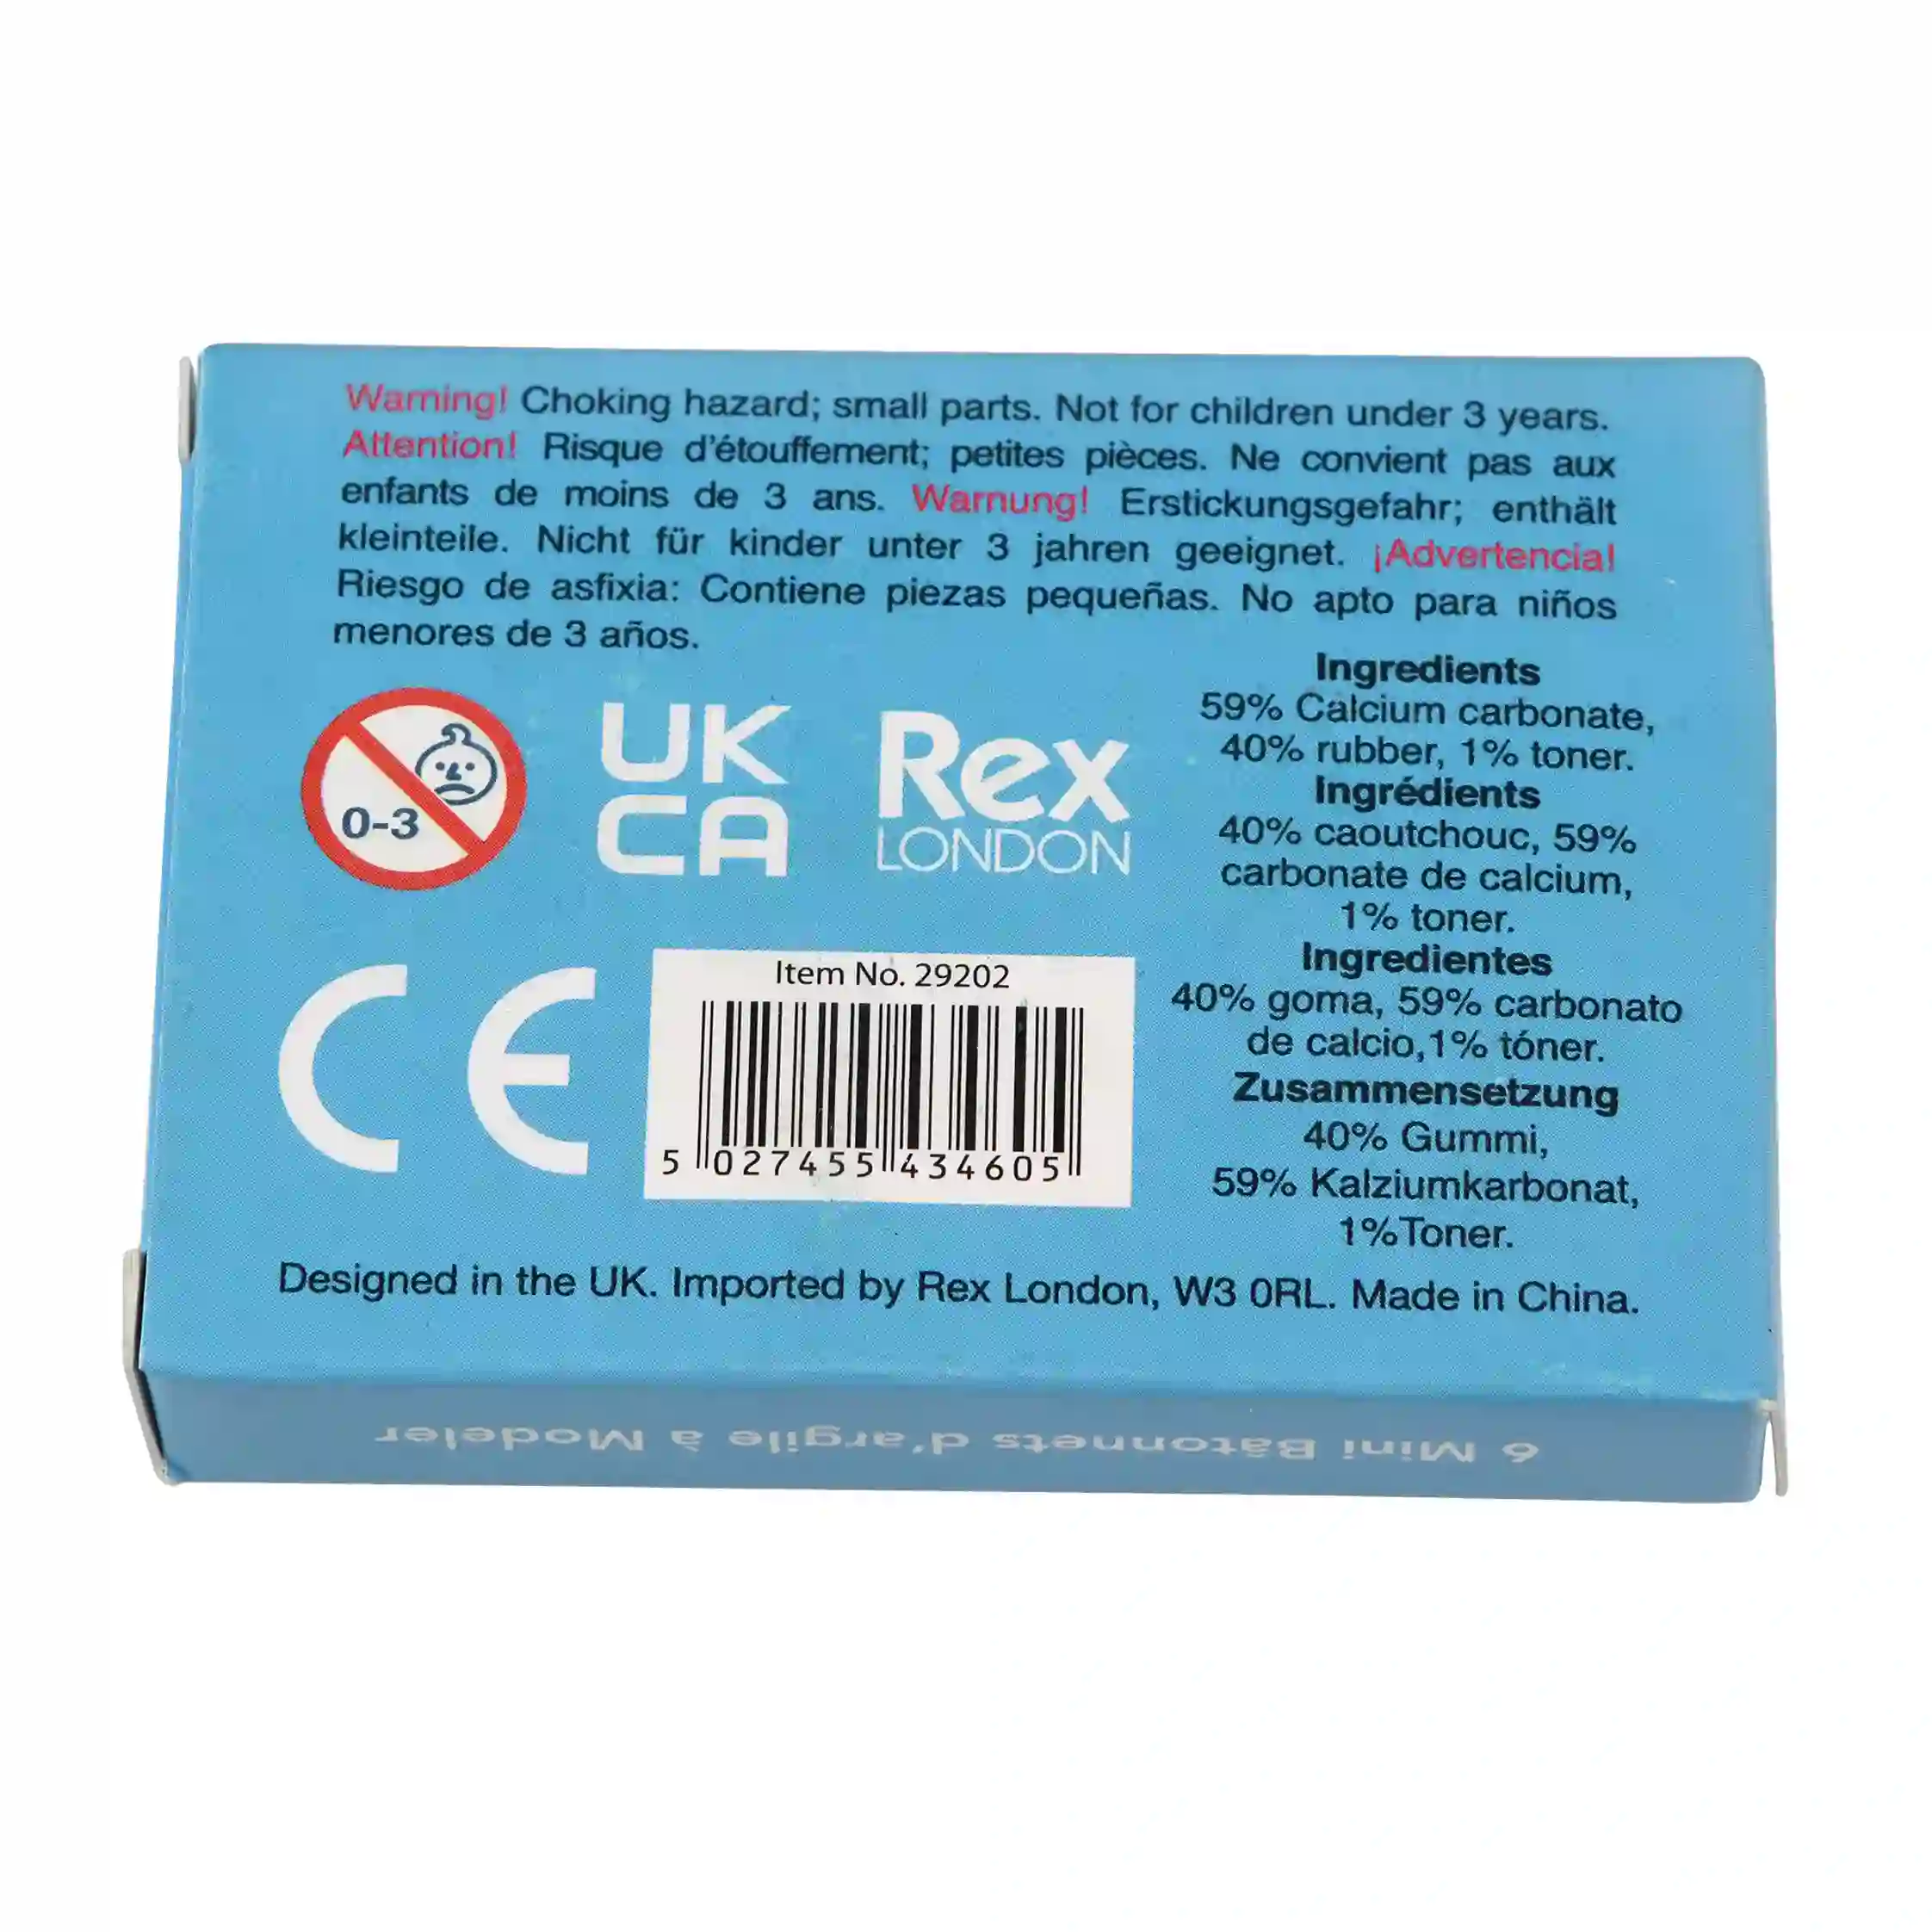 Warning! Choking hazard; small parts. Not for children under 3 years.
Attention! Risque d'étouffement; petites pièces. Ne convient pas aux
enfants de moins de 3 ans. Warnung! Erstickungsgefahr; enthält
kleinteile. Nicht für kinder unter 3 jahren geeignet. ¡Advertencia!
Riesgo de asfixia: Contiene piezas pequeñas. No apto para niños
menores de 3 años.
0-3
UK
CA
Rex
LONDON
CE
Item No. 29202
5 027455 434605
Ingredients
59% Calcium carbonate,
40% rubber, 1% toner.
Ingrédients
40% caoutchouc, 59%
carbonate de calcium,
1% toner.
Ingredientes
40% goma, 59% carbonato
de calcio,1% tóner.
Zusammensetzung
40% Gummi,
59% Kalziumkarbonat,
1%Toner.
Designed in the UK. Imported by Rex London, W3 0RL. Made in China.
6 Mini Bâtonnets d'argile à Modeler